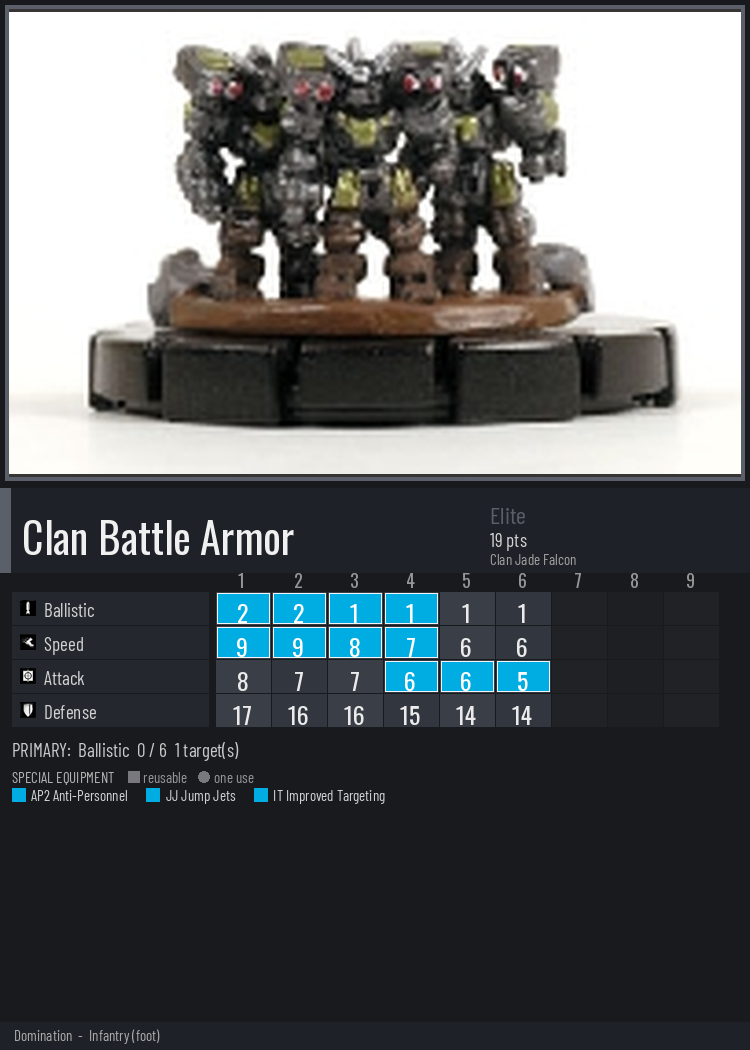 Clan Battle Armor
Elite
19 pts
Clan Jade Falcon
1 2 3 4 5 6 7 8 9
Ballistic 2 2 1 1 1 1
Speed 9 9 8 7 6 6
Attack 8 7 7 6 6 5
Defense 17 16 16 15 14 14
PRIMARY: Ballistic 0 / 6 1 target(s)
SPECIAL EQUIPMENT reusable one use
AP2 Anti-Personnel JJ Jump Jets IT Improved Targeting
Domination - Infantry (foot)